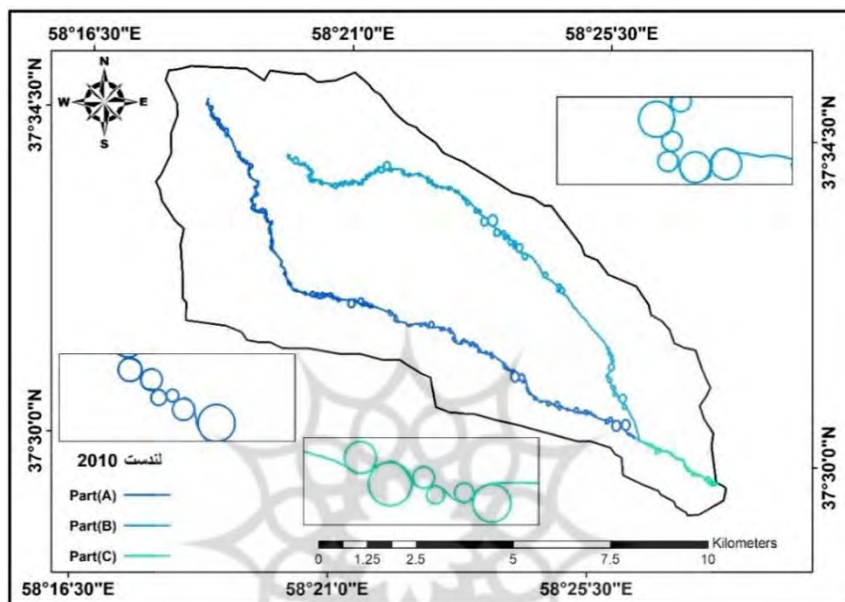 58°16'30"E 58°21'0"E 58°25'30"E
N
W E
S
37°34'30"N
37°34'30"N
37°30'0"N
37°30'0"N
لندست 2010
Part(A)
Part(B)
Part(C)
Kilometers
0 1.25 2.5 5 7.5 10
58°16'30"E 58°21'0"E 58°25'30"E